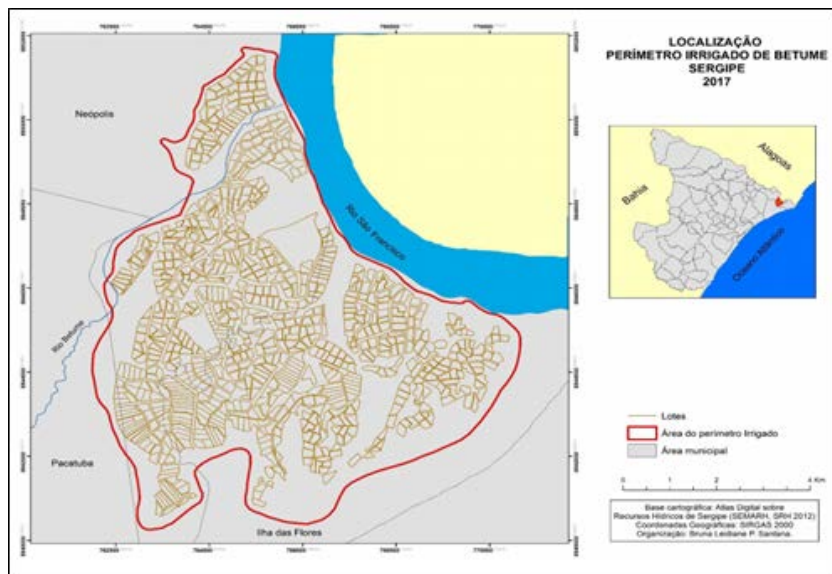 LOCALIZAÇÃO
PERÍMETRO IRRIGADO DE BETUME
SERGIPE
2017
Neópolis
Rio São Francisco
Rio Betume
Pacatuba
Ilha das Flores
Alagoas
Bahia
Oceano Atlântico
Lotes
Área do perímetro Irrigado
Área municipal
0 1 2 4 Km
Base cartográfica: Atlas Digital sobre
Recursos Hídricos de Sergipe (SEMARH, SRH 2012)
Coordenadas Geográficas: SIRGAS 2000
Organização: Bruna Leidiane P. Santana.